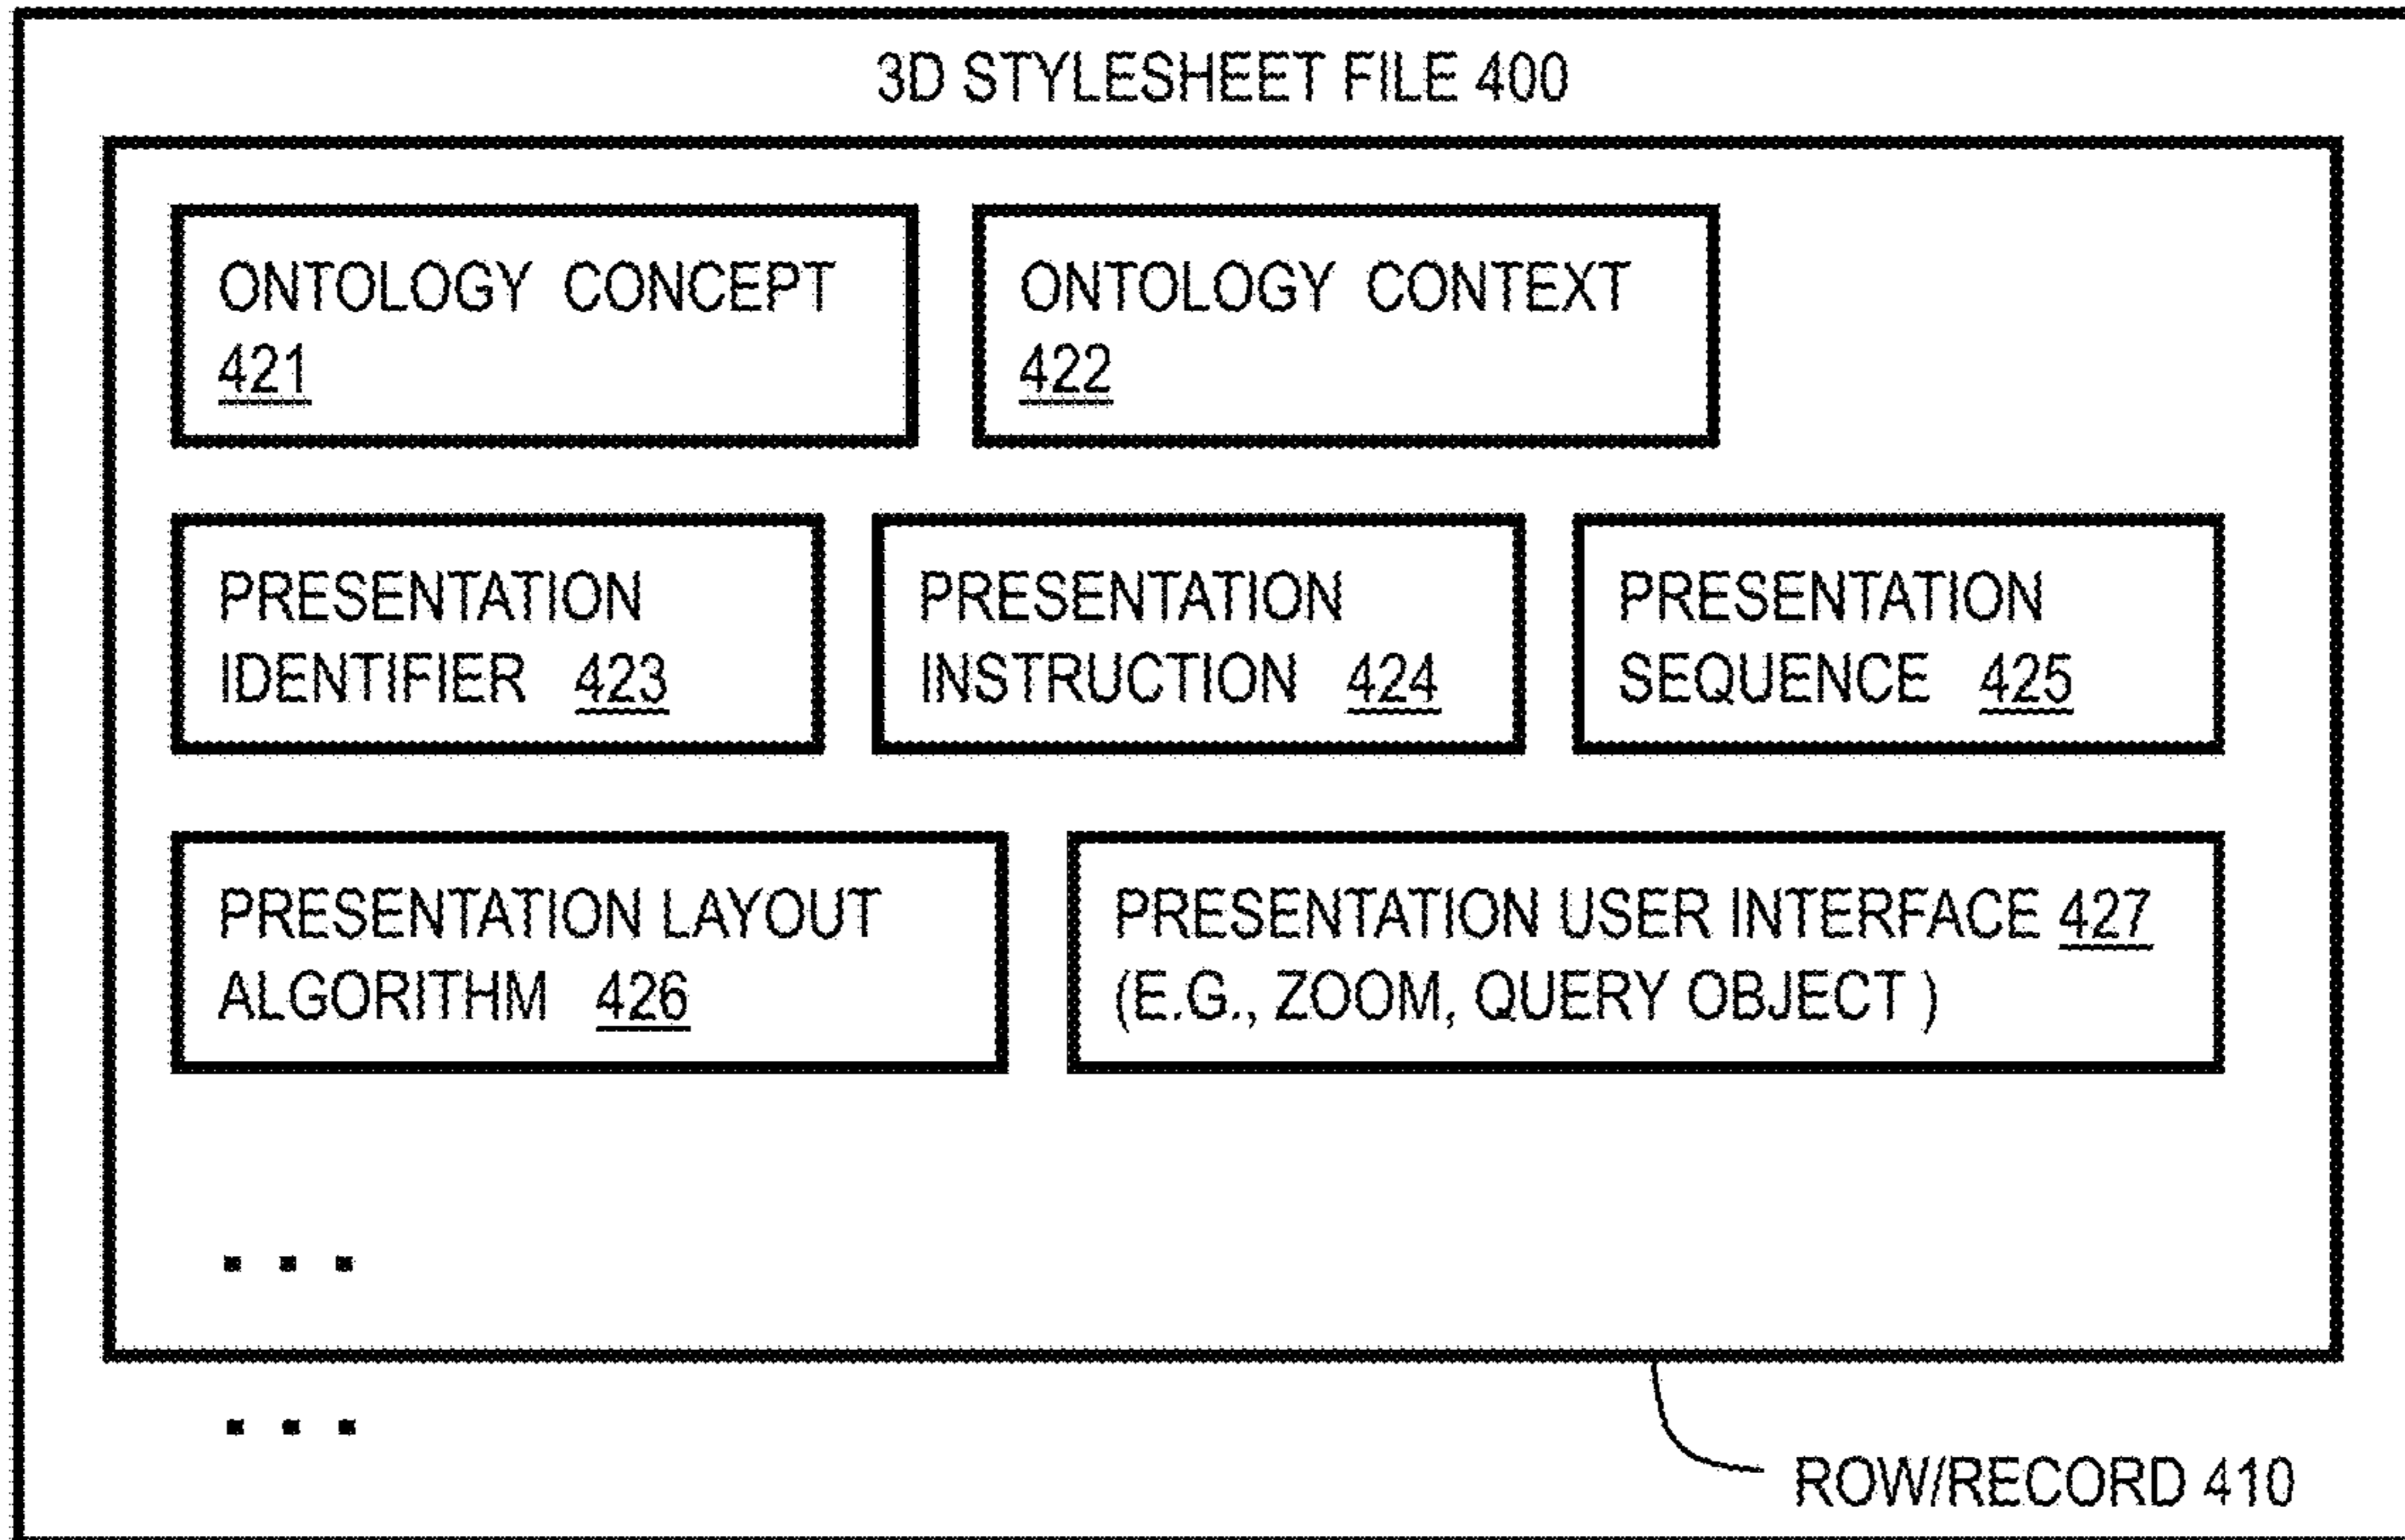 3D STYLESHEET FILE 400
ONTOLOGY CONCEPT
421
ONTOLOGY CONTEXT
422
PRESENTATION
IDENTIFIER 423
PRESENTATION
INSTRUCTION 424
PRESENTATION
SEQUENCE 425
PRESENTATION LAYOUT
ALGORITHM 426
PRESENTATION USER INTERFACE 427
(E.G., ZOOM, QUERY OBJECT )
. . .
. . .
ROW/RECORD 410